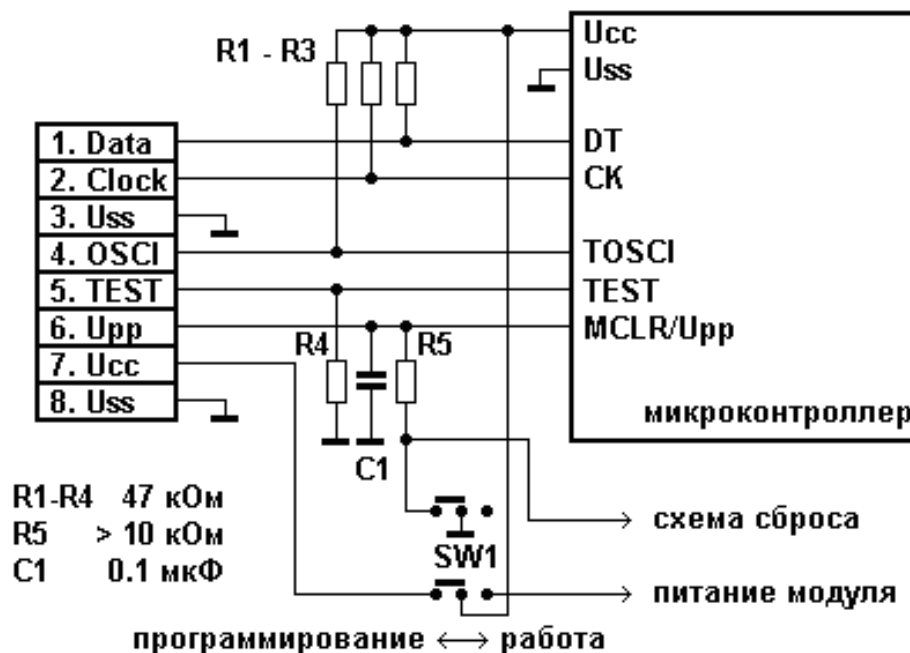 R1 - R3
Ucc
Uss
1. Data
DT
2. Clock
CK
3. Uss
4. OSCI
TOSCI
5. TEST
TEST
6. Upp
MCLR/Upp
R4
R5
7. Ucc
8. Uss
микроконтроллер
C1
R1-R4 47 кОм
R5 > 10 кОм
C1 0.1 мкФ
SW1
схема сброса
питание модуля
программирование ↔ работа